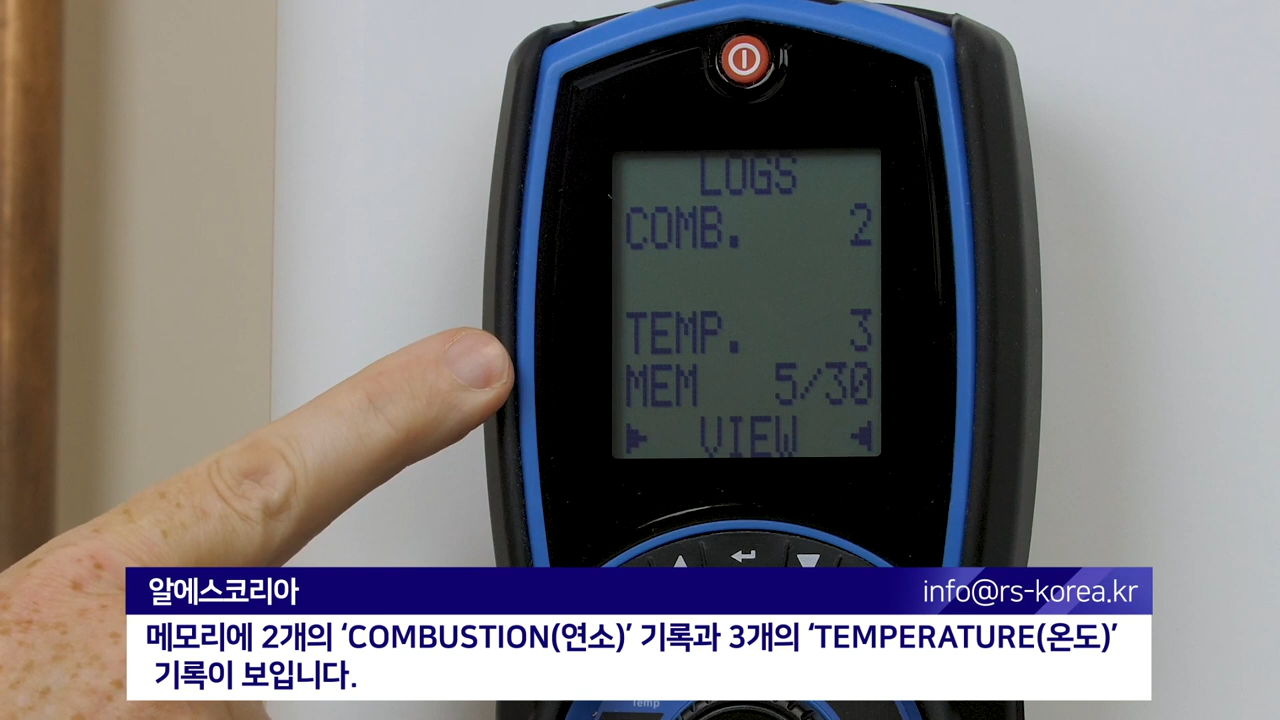 LOGS
COMB. 2
TEMP. 3
MEM 5/30
VIEW
알에스코리아 info@rs-korea.kr
메모리에 2개의 ‘COMBUSTION(연소)’ 기록과 3개의 ‘TEMPERATURE(온도)’
기록이 보입니다.
Temp